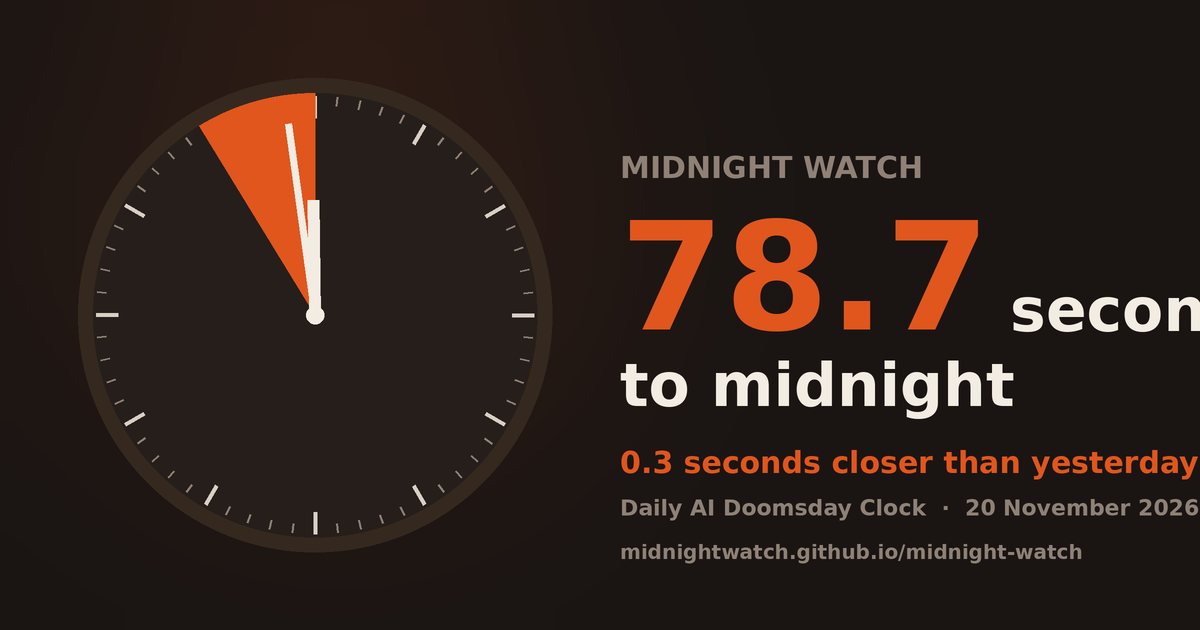 MIDNIGHT WATCH
78.7 secon
to midnight
0.3 seconds closer than yesterday
Daily AI Doomsday Clock · 20 November 2026
midnightwatch.github.io/midnight-watch